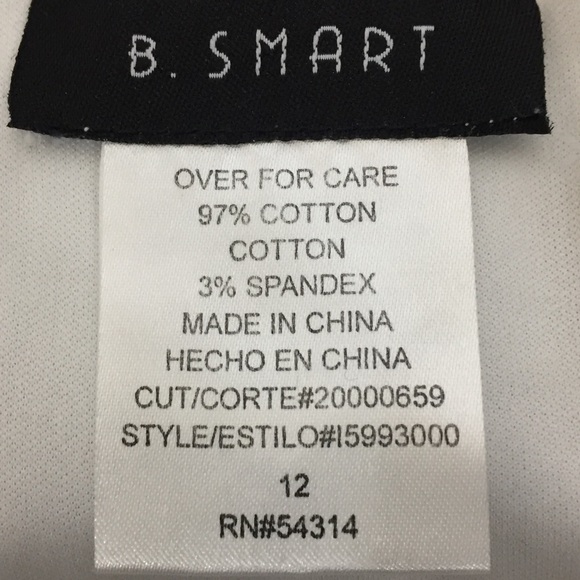 B. SMART
OVER FOR CARE
97% COTTON
COTTON
3% SPANDEX
MADE IN CHINA
HECHO EN CHINA
CUT/CORTE#20000659
STYLE/ESTILO#I5993000
12
RN#54314